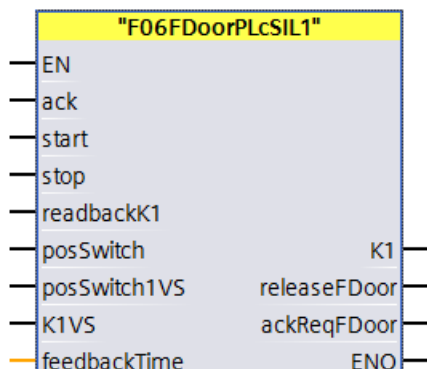 "F06FDoorPLcSIL1"
EN
ack
start
stop
readbackK1
posSwitch K1
posSwitch1VS releaseFDoor
K1VS ackReqFDoor
feedbackTime ENO